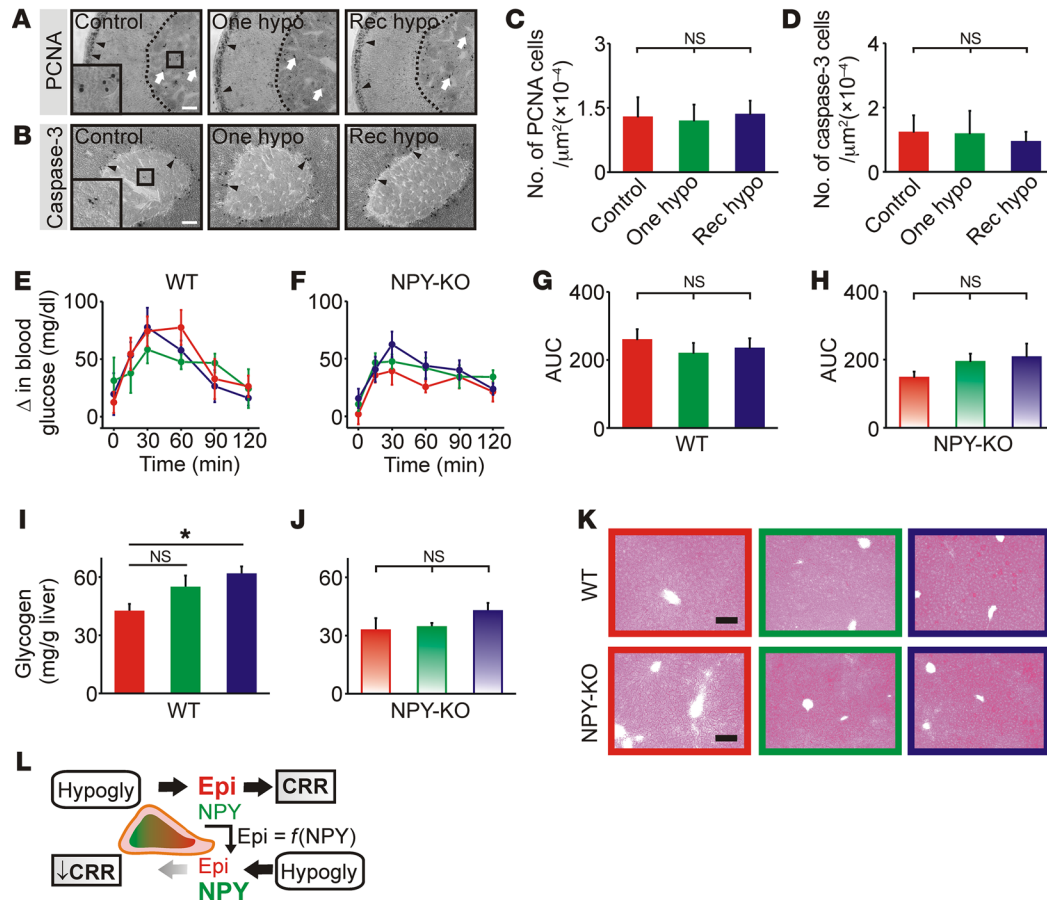 A
PCNA
Control
One hypo
Rec hypo
B
Caspase-3
Control
One hypo
Rec hypo
C
No. of PCNA cells
/μm²(×10⁻⁴)
3
1.5
0
NS
Control
One hypo
Rec hypo
D
No. of caspase-3 cells
/μm²(×10⁻⁴)
4
2
0
NS
Control
One hypo
Rec hypo
E
WT
Δ in blood
glucose (mg/dl)
100
50
0
0 30 60 90 120
Time (min)
F
NPY-KO
100
50
0
0 30 60 90 120
Time (min)
G
AUC
400
200
0
NS
WT
H
AUC
400
200
0
NS
NPY-KO
I
Glycogen
(mg/g liver)
60
30
0
*
NS
WT
J
60
30
0
NS
NPY-KO
K
WT
NPY-KO
L
Hypogly
Epi
NPY
CRR
Epi = f(NPY)
↓CRR
Epi
NPY
Hypogly